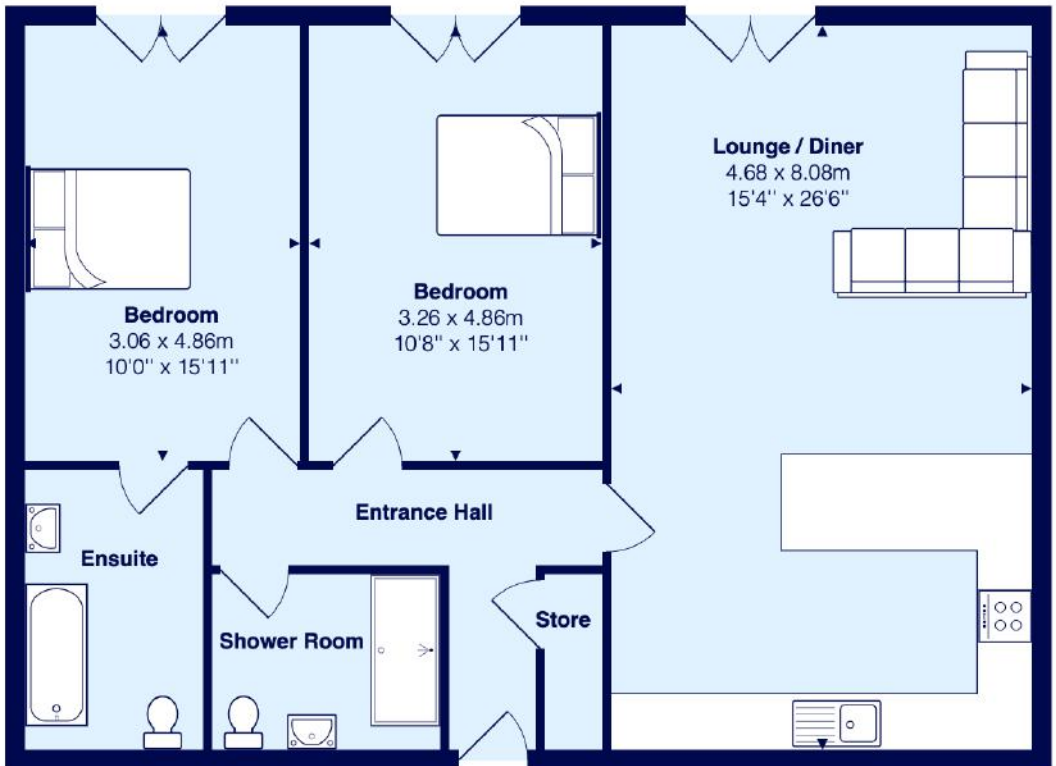 Lounge / Diner
4.68 x 8.08m
15'4'' x 26'6''
Bedroom
3.26 x 4.86m
10'8'' x 15'11''
Bedroom
3.06 x 4.86m
10'0'' x 15'11''
Entrance Hall
Ensuite
Store
Shower Room